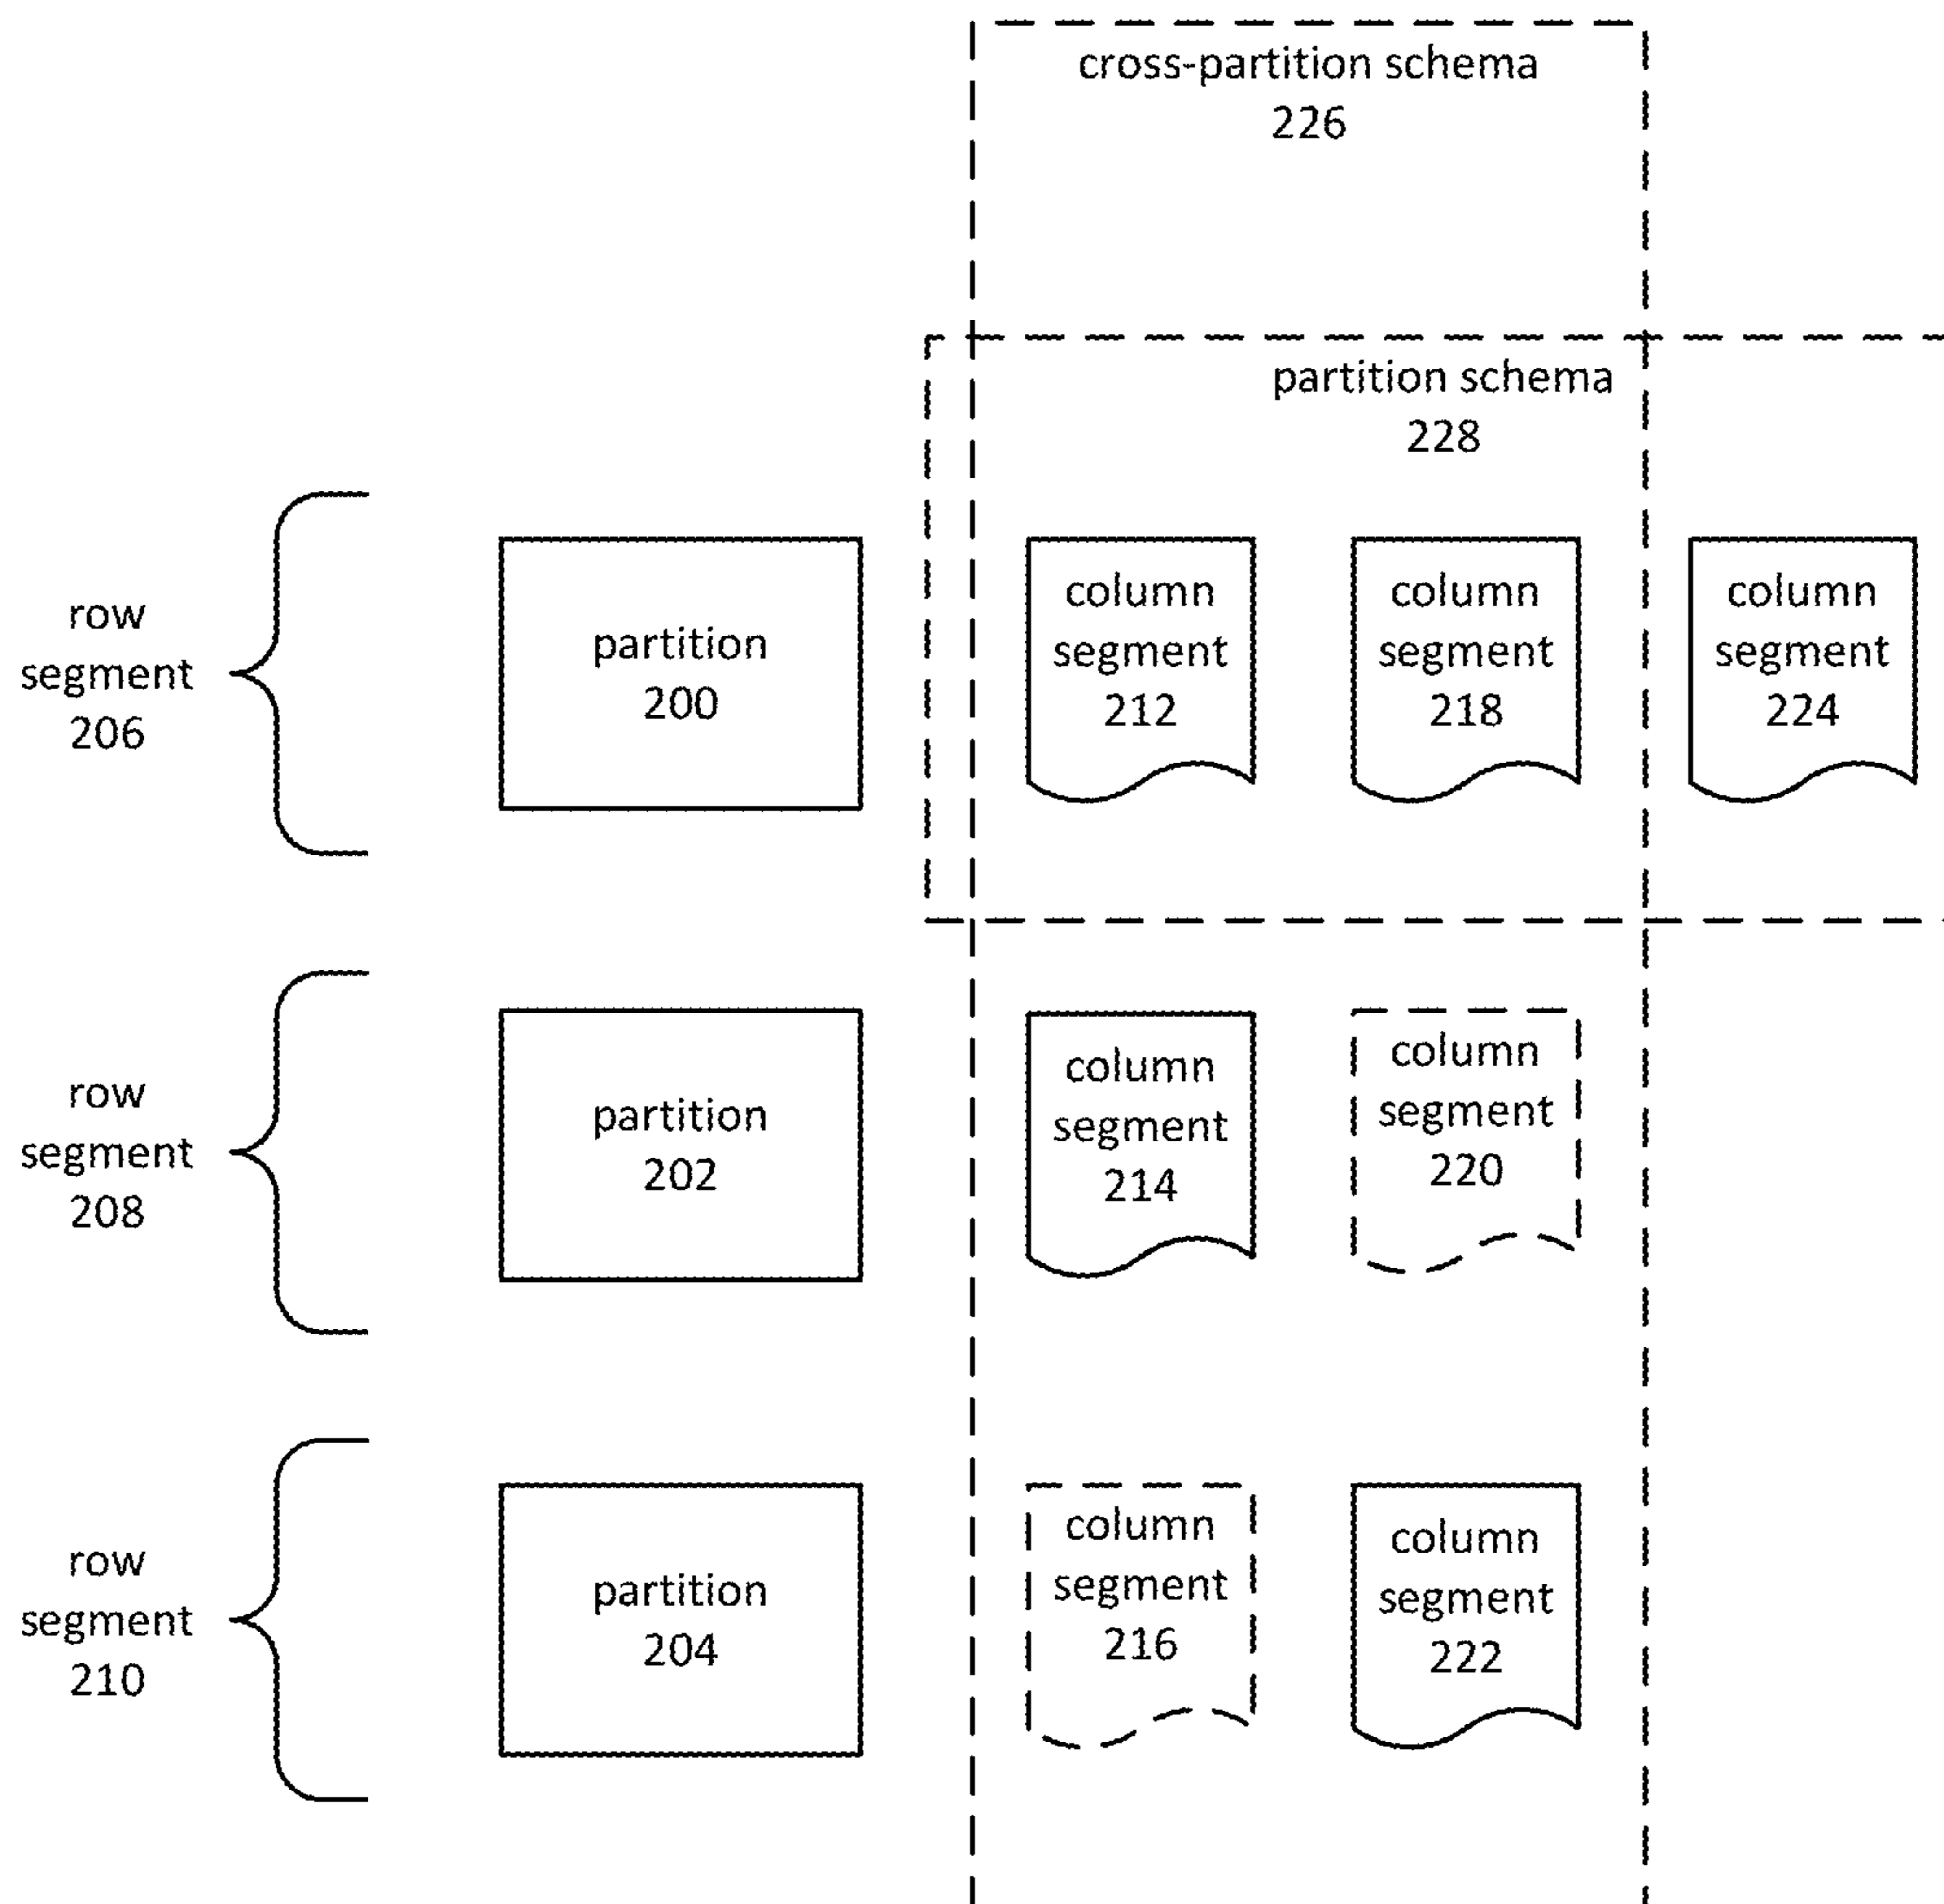 cross-partition schema
226
partition schema
228
row
segment
206
partition
200
column
segment
212
column
segment
218
column
segment
224
row
segment
208
partition
202
column
segment
214
column
segment
220
row
segment
210
partition
204
column
segment
216
column
segment
222